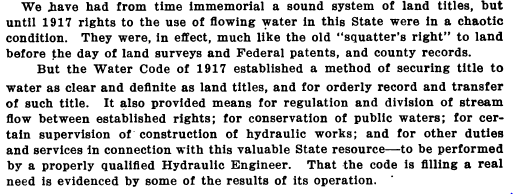 We have had from time immemorial a sound system of land titles, but
until 1917 rights to the use of flowing water in this State were in a chaotic
condition. They were, in effect, much like the old "squatter's right" to land
before the day of land surveys and Federal patents, and county records.
But the Water Code of 1917 established a method of securing title to
water as clear and definite as land titles, and for orderly record and transfer
of such title. It also provided means for regulation and division of stream
flow between established rights; for conservation of public waters; for cer-
tain supervision of construction of hydraulic works; and for other duties
and services in connection with this valuable State resource—to be performed
by a properly qualified Hydraulic Engineer. That the code is filling a real
need is evidenced by some of the results of its operation.